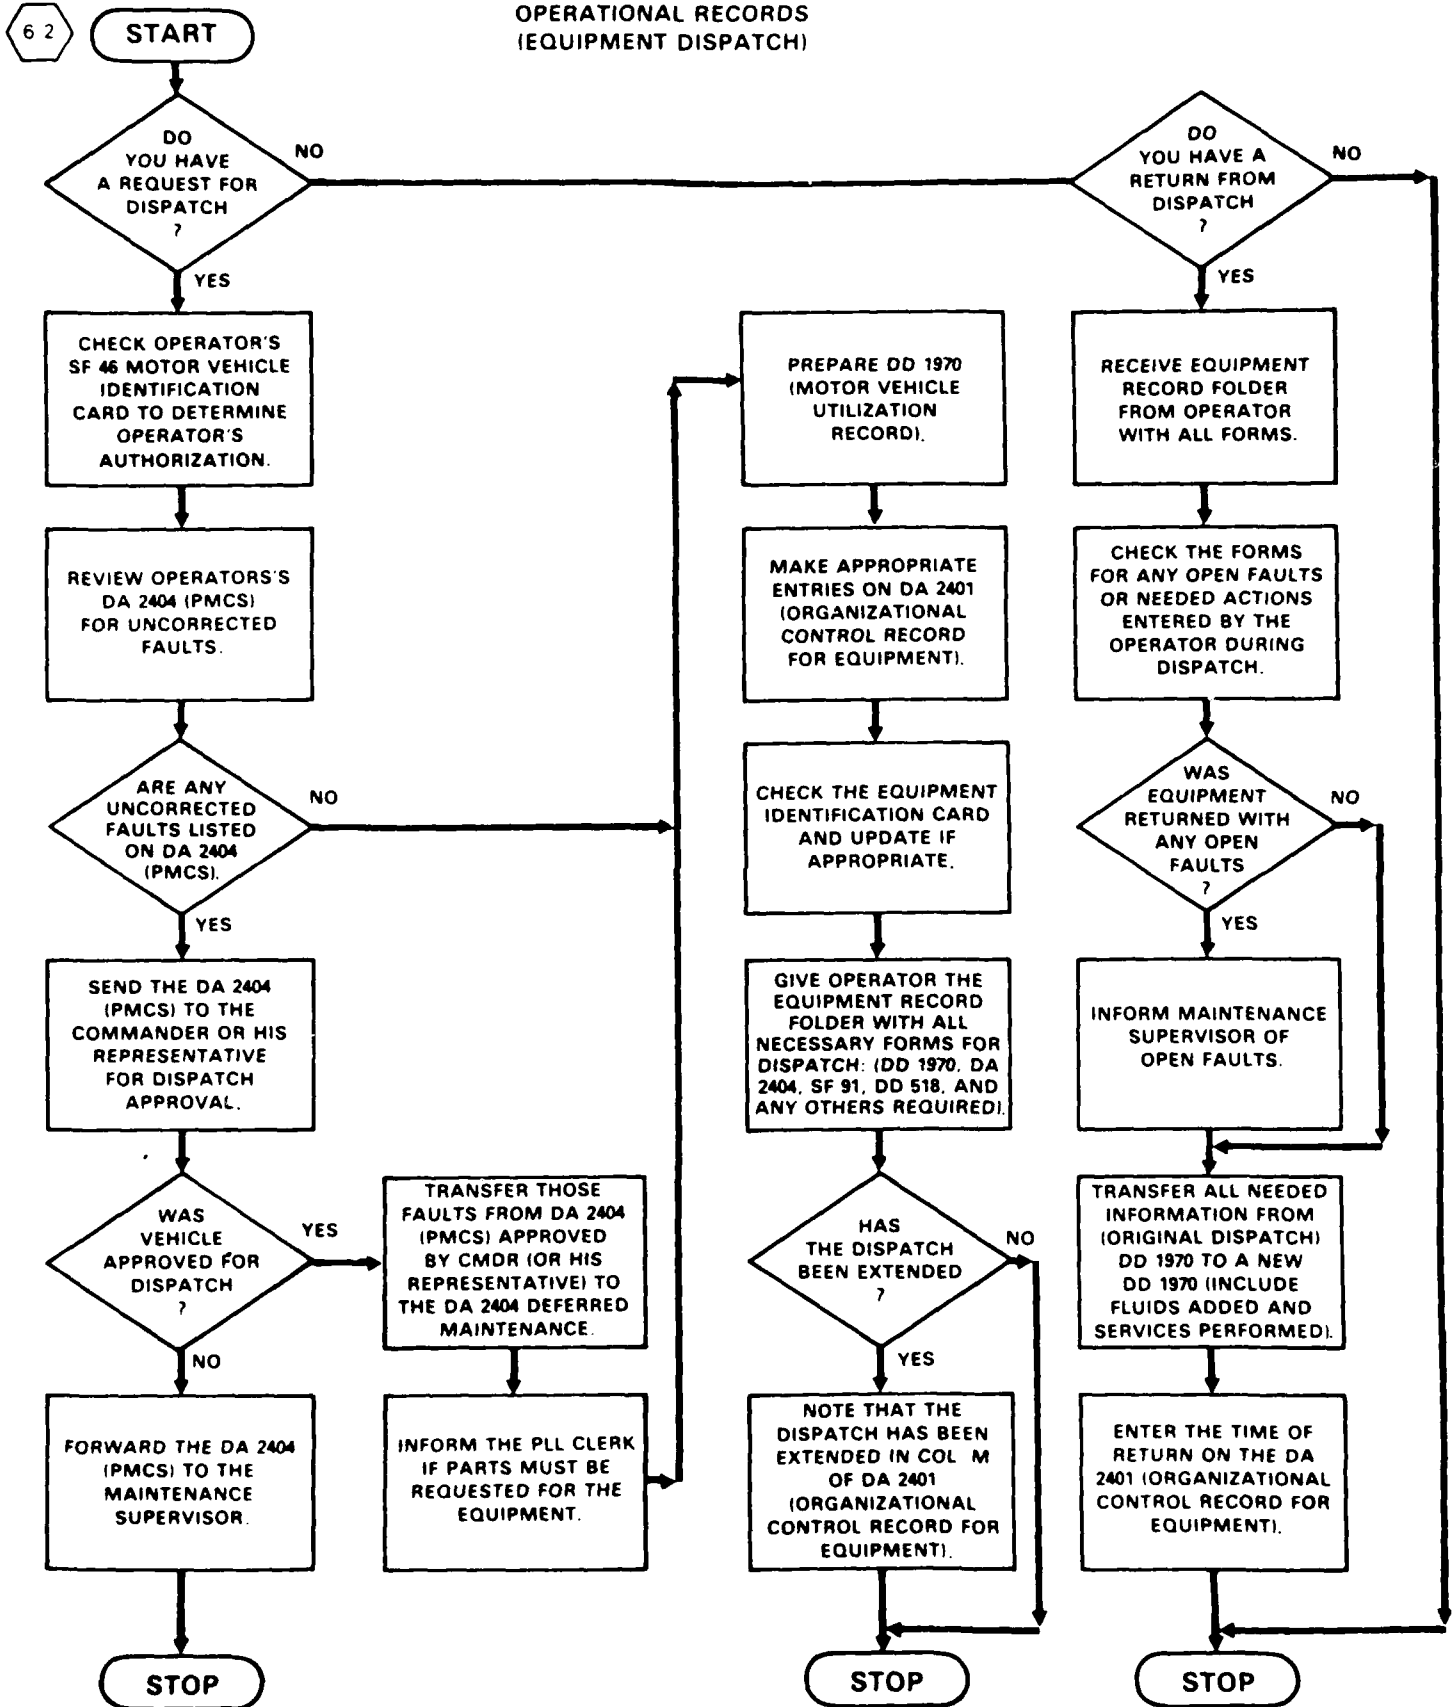 6 2
START
OPERATIONAL RECORDS
(EQUIPMENT DISPATCH)
DO
YOU HAVE
A REQUEST FOR
DISPATCH
?
NO
YES
CHECK OPERATOR'S
SF 46 MOTOR VEHICLE
IDENTIFICATION
CARD TO DETERMINE
OPERATOR'S
AUTHORIZATION.
REVIEW OPERATORS'S
DA 2404 (PMCS)
FOR UNCORRECTED
FAULTS.
ARE ANY
UNCORRECTED
FAULTS LISTED
ON DA 2404
(PMCS).
NO
YES
SEND THE DA 2404
(PMCS) TO THE
COMMANDER OR HIS
REPRESENTATIVE
FOR DISPATCH
APPROVAL.
WAS
VEHICLE
APPROVED FOR
DISPATCH
?
YES
NO
FORWARD THE DA 2404
(PMCS) TO THE
MAINTENANCE
SUPERVISOR.
STOP
TRANSFER THOSE
FAULTS FROM DA 2404
(PMCS) APPROVED
BY CMDR (OR HIS
REPRESENTATIVE) TO
THE DA 2404 DEFERRED
MAINTENANCE.
INFORM THE PLL CLERK
IF PARTS MUST BE
REQUESTED FOR THE
EQUIPMENT.
PREPARE DD 1970
(MOTOR VEHICLE
UTILIZATION
RECORD).
MAKE APPROPRIATE
ENTRIES ON DA 2401
(ORGANIZATIONAL
CONTROL RECORD
FOR EQUIPMENT).
CHECK THE EQUIPMENT
IDENTIFICATION CARD
AND UPDATE IF
APPROPRIATE.
GIVE OPERATOR THE
EQUIPMENT RECORD
FOLDER WITH ALL
NECESSARY FORMS FOR
DISPATCH: (DD 1970, DA
2404, SF 91, DD 518, AND
ANY OTHERS REQUIRED).
HAS
THE DISPATCH
BEEN EXTENDED
?
NO
YES
NOTE THAT THE
DISPATCH HAS BEEN
EXTENDED IN COL M
OF DA 2401
(ORGANIZATIONAL
CONTROL RECORD FOR
EQUIPMENT).
STOP
DO
YOU HAVE A
RETURN FROM
DISPATCH
?
NO
YES
RECEIVE EQUIPMENT
RECORD FOLDER
FROM OPERATOR
WITH ALL FORMS.
CHECK THE FORMS
FOR ANY OPEN FAULTS
OR NEEDED ACTIONS
ENTERED BY THE
OPERATOR DURING
DISPATCH.
WAS
EQUIPMENT
RETURNED WITH
ANY OPEN
FAULTS
?
NO
YES
INFORM MAINTENANCE
SUPERVISOR OF
OPEN FAULTS.
TRANSFER ALL NEEDED
INFORMATION FROM
(ORIGINAL DISPATCH)
DD 1970 TO A NEW
DD 1970 (INCLUDE
FLUIDS ADDED AND
SERVICES PERFORMED).
ENTER THE TIME OF
RETURN ON THE DA
2401 (ORGANIZATIONAL
CONTROL RECORD FOR
EQUIPMENT).
STOP